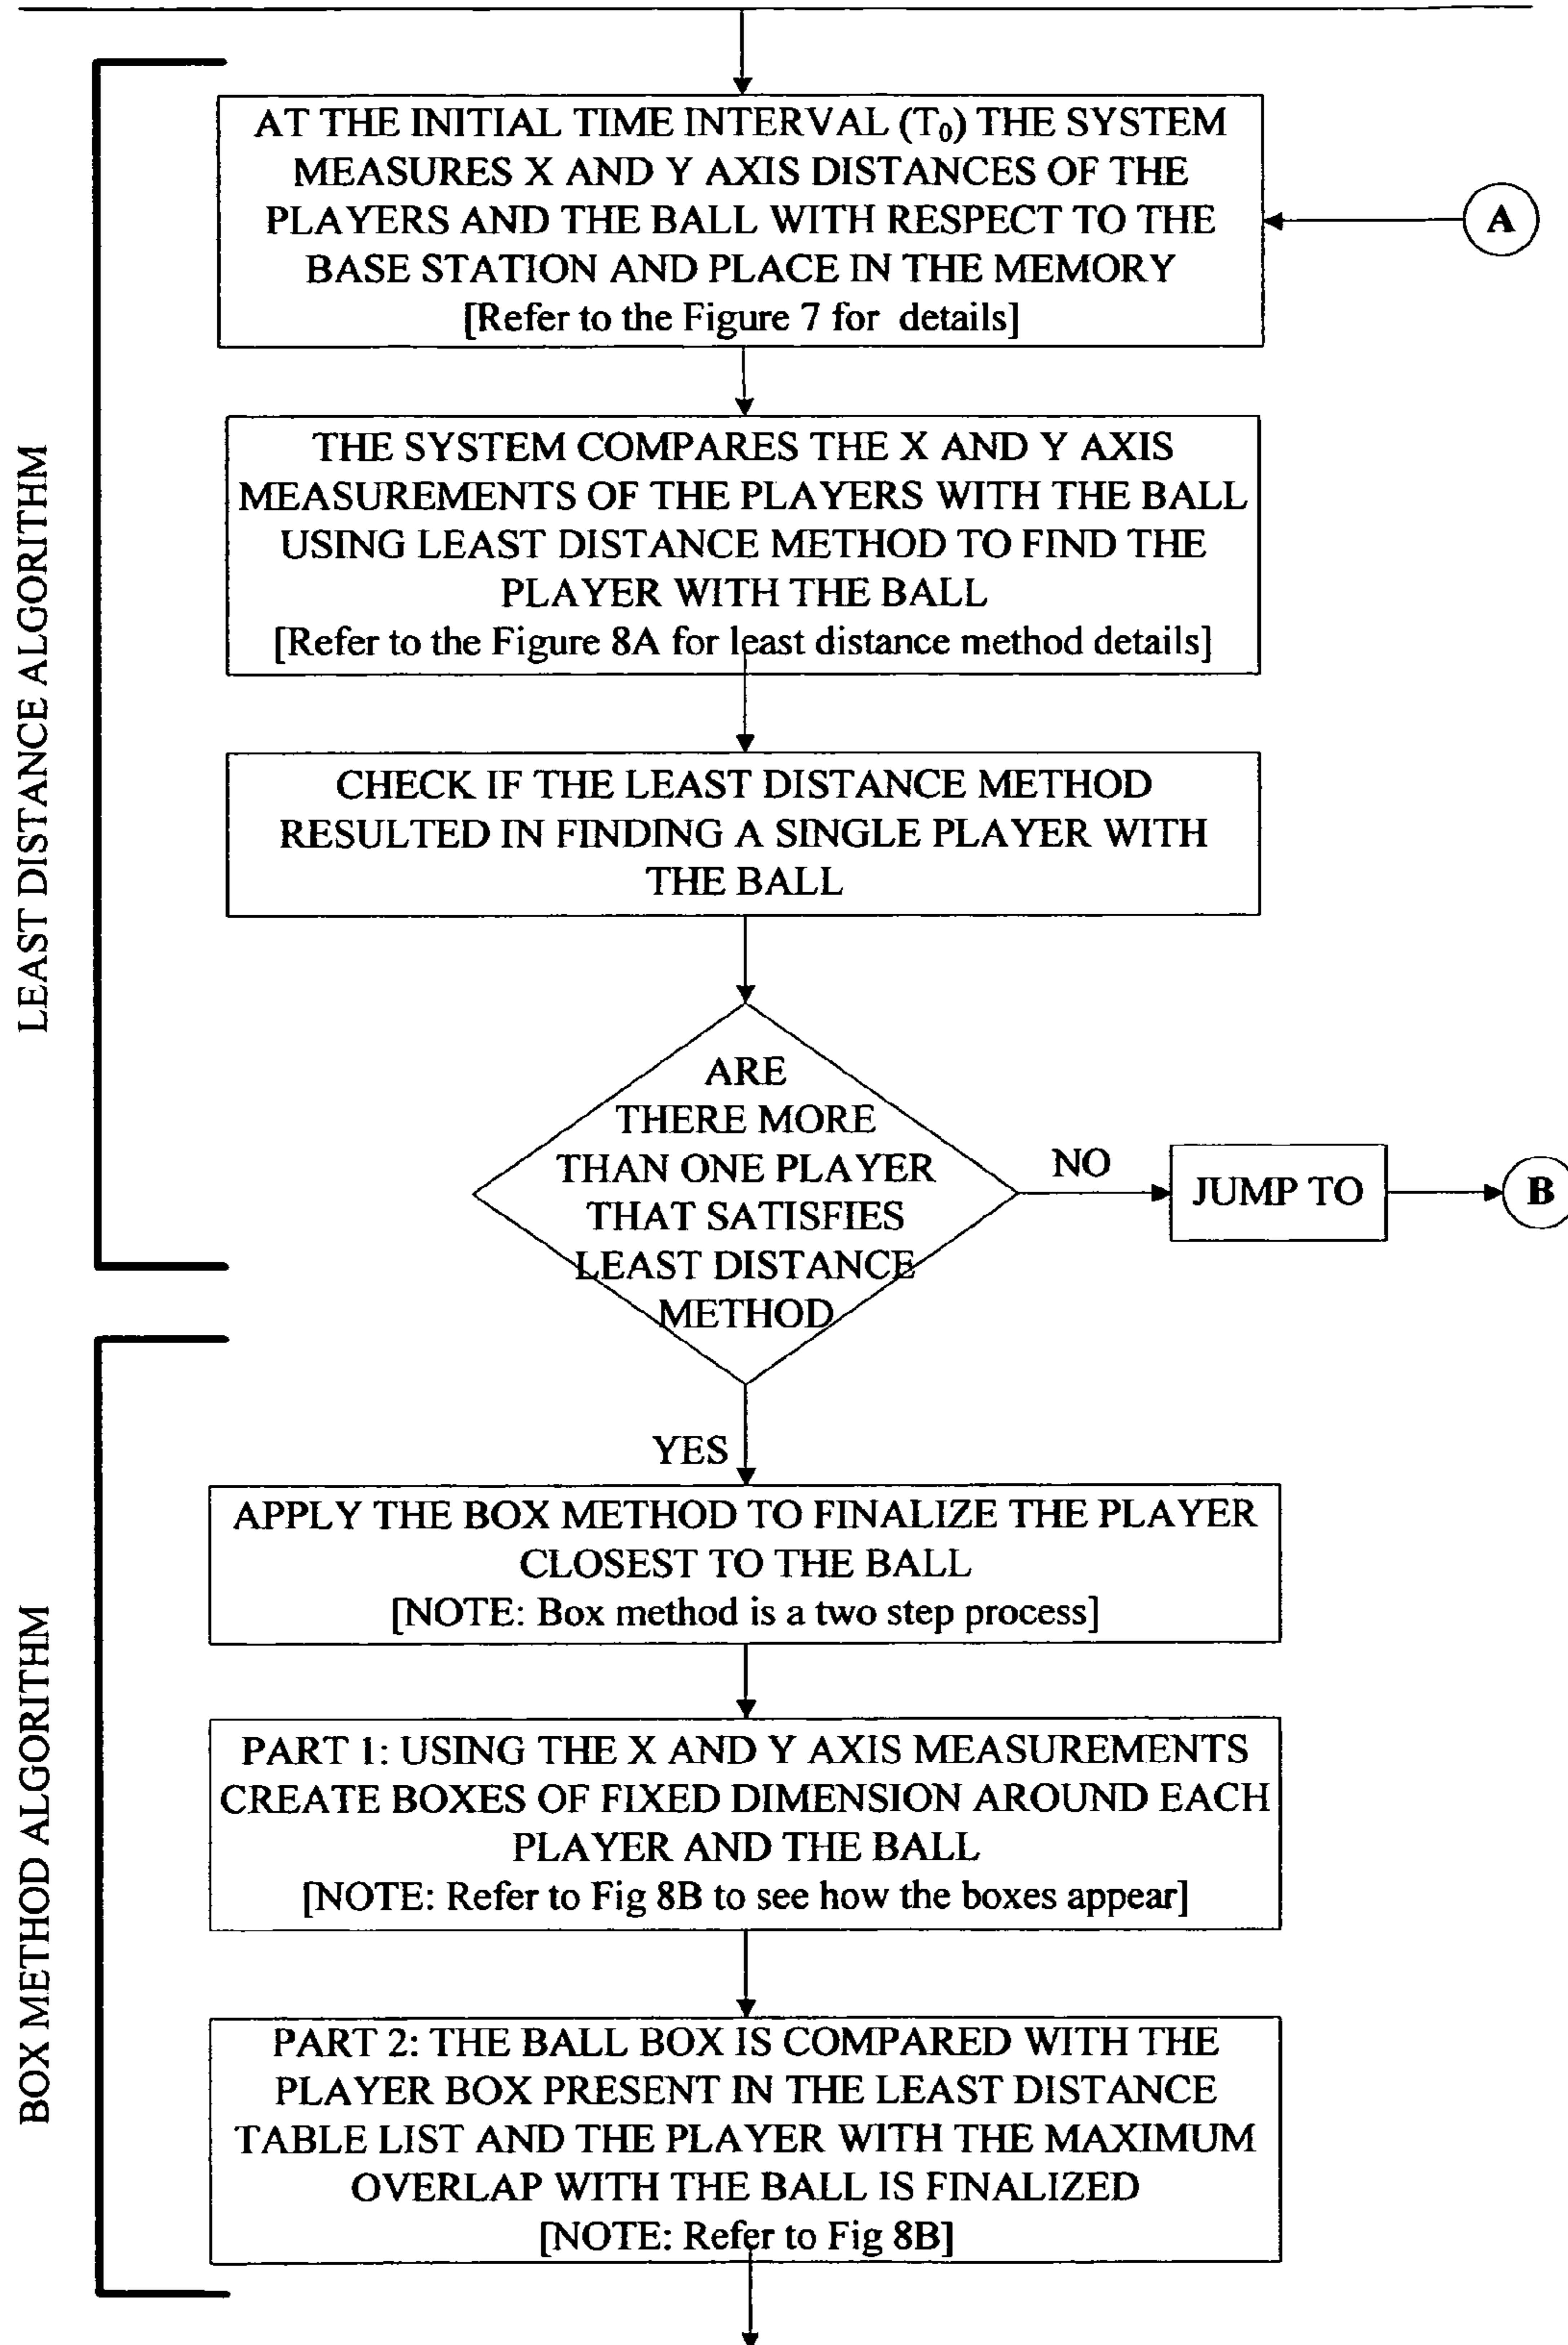 AT THE INITIAL TIME INTERVAL (T₀) THE SYSTEM
MEASURES X AND Y AXIS DISTANCES OF THE
PLAYERS AND THE BALL WITH RESPECT TO THE
BASE STATION AND PLACE IN THE MEMORY
[Refer to the Figure 7 for details]
A
THE SYSTEM COMPARES THE X AND Y AXIS
MEASUREMENTS OF THE PLAYERS WITH THE BALL
USING LEAST DISTANCE METHOD TO FIND THE
PLAYER WITH THE BALL
[Refer to the Figure 8A for least distance method details]
CHECK IF THE LEAST DISTANCE METHOD
RESULTED IN FINDING A SINGLE PLAYER WITH
THE BALL
LEAST DISTANCE ALGORITHM
ARE
THERE MORE
THAN ONE PLAYER
THAT SATISFIES
LEAST DISTANCE
METHOD
NO
JUMP TO
B
YES
APPLY THE BOX METHOD TO FINALIZE THE PLAYER
CLOSEST TO THE BALL
[NOTE: Box method is a two step process]
PART 1: USING THE X AND Y AXIS MEASUREMENTS
CREATE BOXES OF FIXED DIMENSION AROUND EACH
PLAYER AND THE BALL
[NOTE: Refer to Fig 8B to see how the boxes appear]
BOX METHOD ALGORITHM
PART 2: THE BALL BOX IS COMPARED WITH THE
PLAYER BOX PRESENT IN THE LEAST DISTANCE
TABLE LIST AND THE PLAYER WITH THE MAXIMUM
OVERLAP WITH THE BALL IS FINALIZED
[NOTE: Refer to Fig 8B]